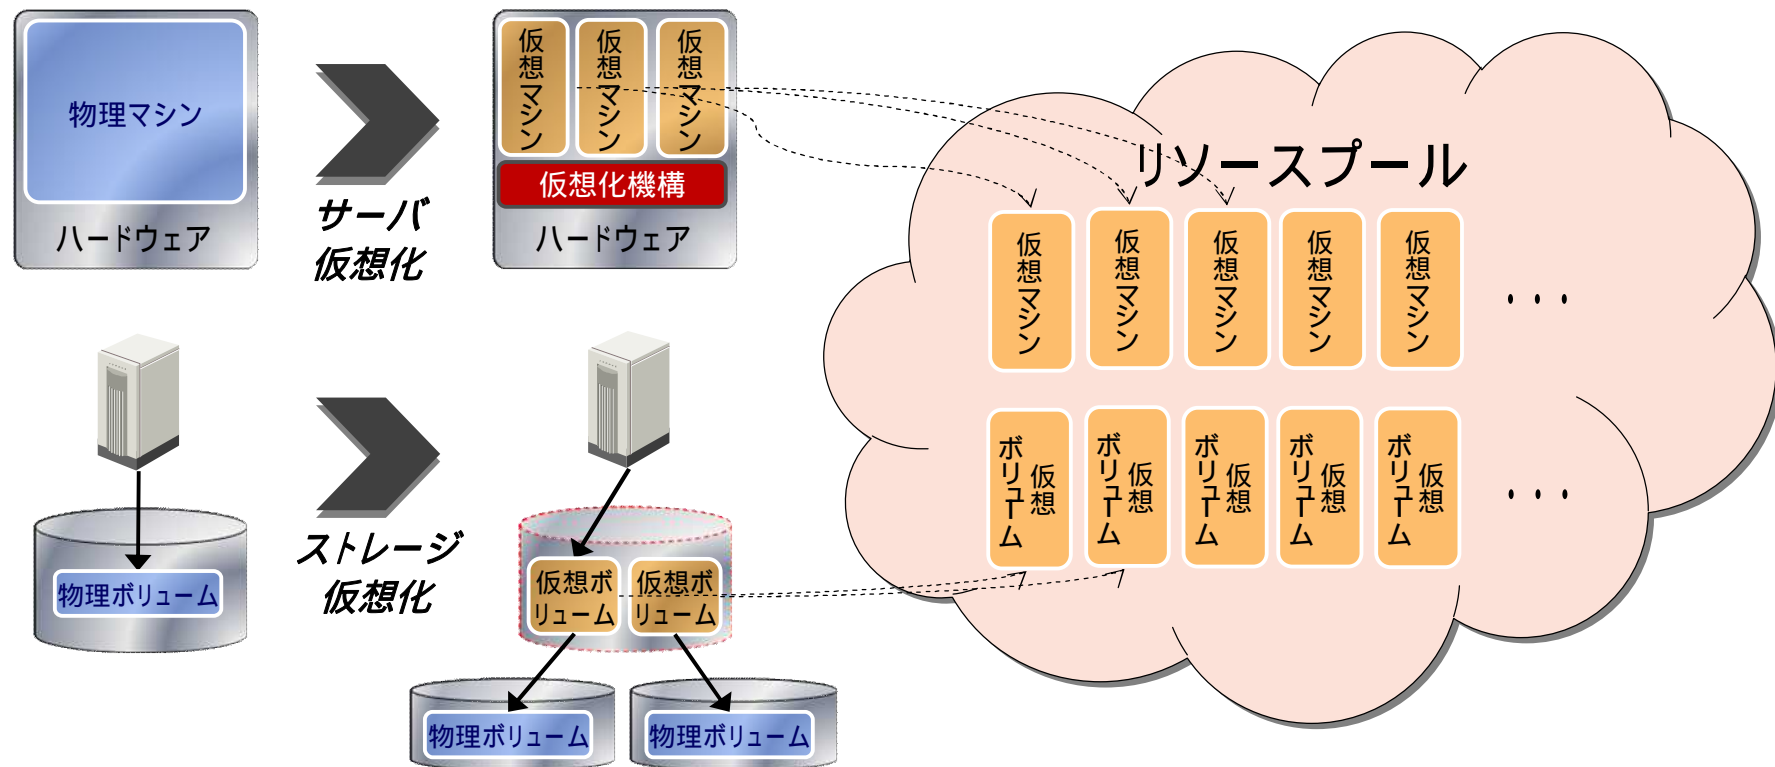 物理マシン
ハードウェア
サーバ
仮想化
仮想マシン
仮想マシン
仮想マシン
仮想化機構
ハードウェア
リソースプール
仮想マシン
仮想マシン
仮想マシン
仮想マシン
仮想マシン
・・・
仮想
ボリューム
仮想
ボリューム
仮想
ボリューム
仮想
ボリューム
仮想
ボリューム
・・・
物理ボリューム
ストレージ
仮想化
仮想ボ
リューム
仮想ボ
リューム
物理ボリューム
物理ボリューム